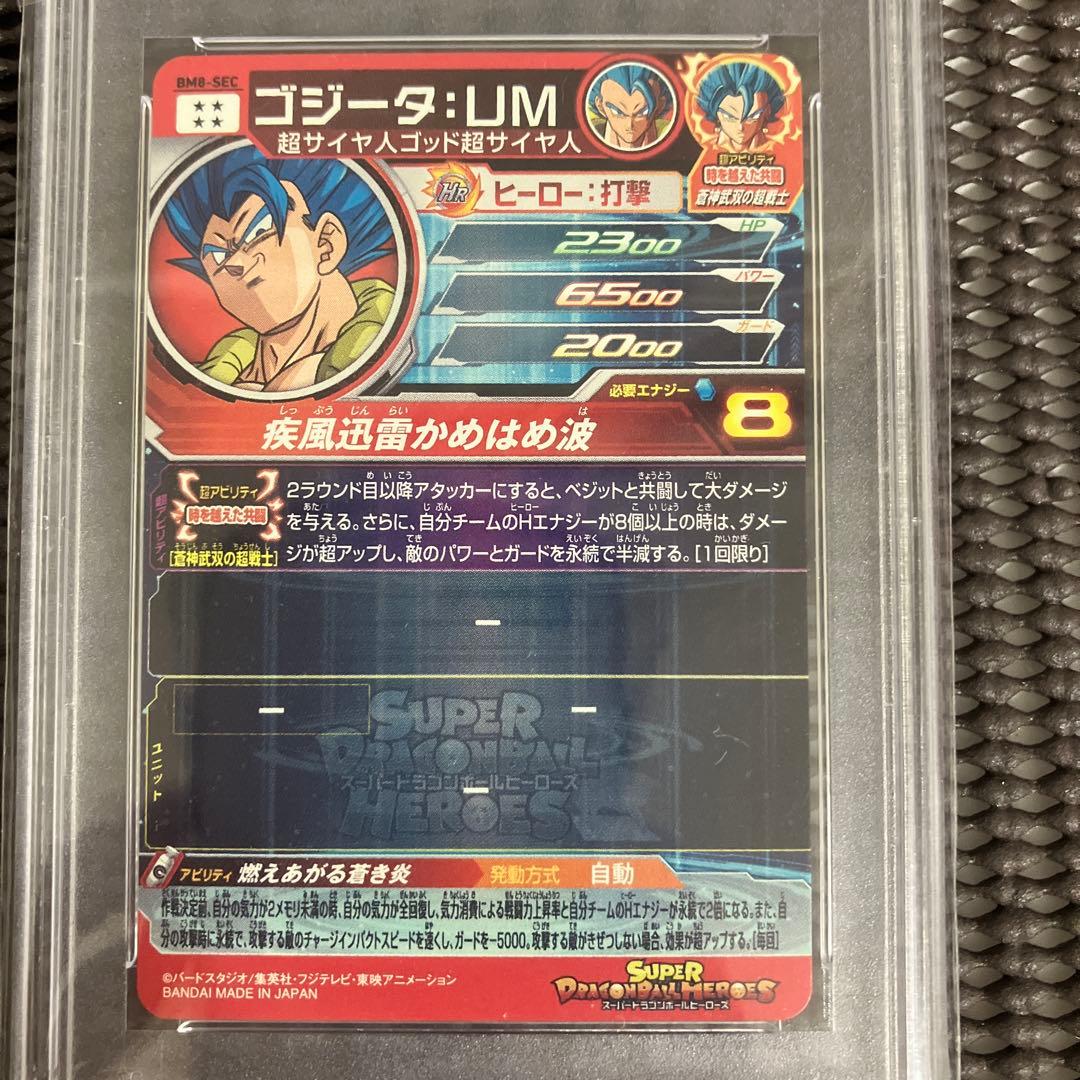 BM8-SEC
★★
★★
ゴジータ:UM
超サイヤ人ゴッド超サイヤ人
HR ヒーロー:打撃
超アビリティ
時を越えた共闘
蒼神武双の超戦士
HP
2300
パワー
6500
ガード
2000
必要エナジー 8
しっぷうじんらい は
疾風迅雷かめはめ波
超アビリティ
超アビリティ
時を越えた共闘
[蒼神武双の超戦士]
2ラウンド目以降アタッカーにすると、ベジットと共闘して大ダメージ
を与える。さらに、自分チームのHエナジーが8個以上の時は、ダメー
ジが超アップし、敵のパワーとガードを永続で半減する。[1回限り]
ー
ユニット
ー ー
ー
SUPER
DRAGONBALL
スーパードラゴンボールヒーローズ
HEROES
アビリティ 燃えあがる蒼き炎 発動方式 自動
作戦決定前、自分の気力が2メモリ未満の時、自分の気力が全回復し、気力消費による戦闘力上昇率と自分チームのHエナジーが永続で2倍になる。また、自
分の攻撃時に永続で、攻撃する敵のチャージインパクトスピードを速くし、ガードを-5000。攻撃する敵がきぜつしない場合、効果が超アップする。[毎回]
©バードスタジオ/集英社・フジテレビ・東映アニメーション
BANDAI MADE IN JAPAN
SUPER
DRAGONBALL HEROES
スーパードラゴンボールヒーローズ